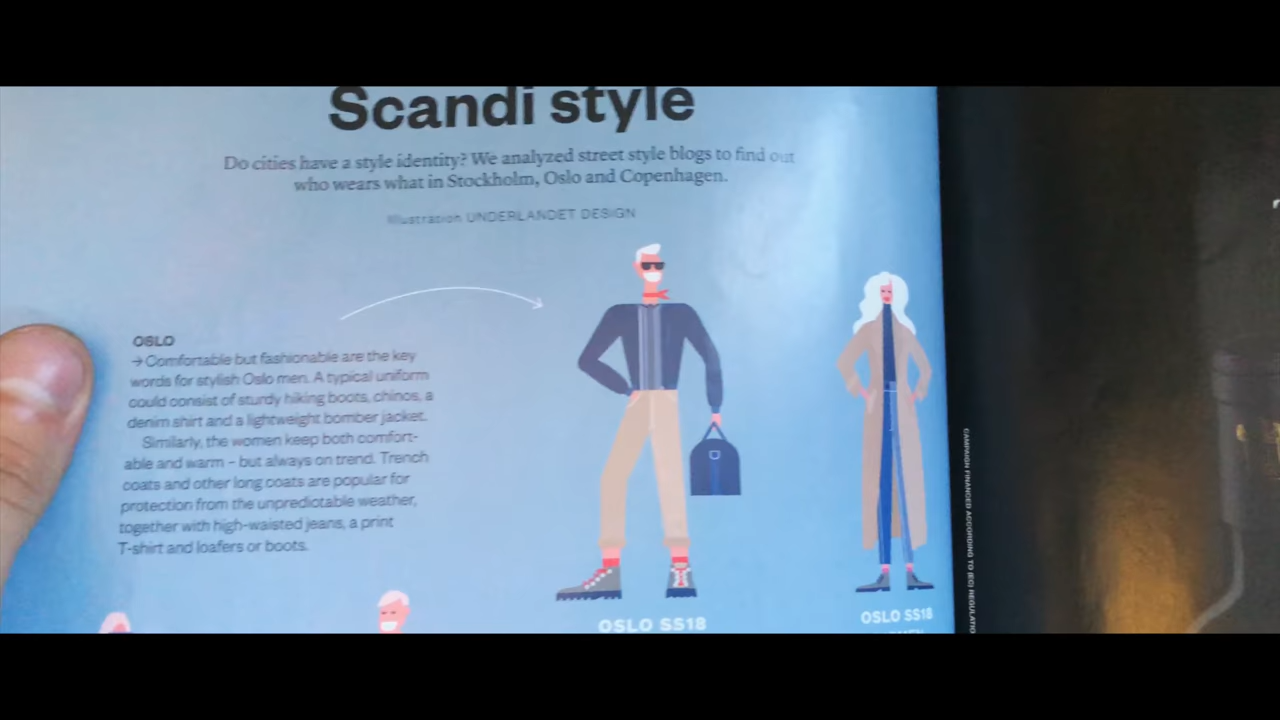 Scandi style
Do cities have a style identity? We analyzed street style blogs to find out
who wears what in Stockholm, Oslo and Copenhagen.
Illustration UNDERLANDET DESIGN
OSLO
→ Comfortable but fashionable are the key
words for stylish Oslo men. A typical uniform
could consist of sturdy hiking boots, chinos, a
denim shirt and a lightweight bomber jacket.
Similarly, the women keep both comfort-
able and warm – but always on trend. Trench
coats and other long coats are popular for
protection from the unpredictable weather,
together with high-waisted jeans, a print
T-shirt and loafers or boots.
OSLO SS18
OSLO SS18
CAMPAIGN FINANCED ACCORDING TO (EC) REGULATIO